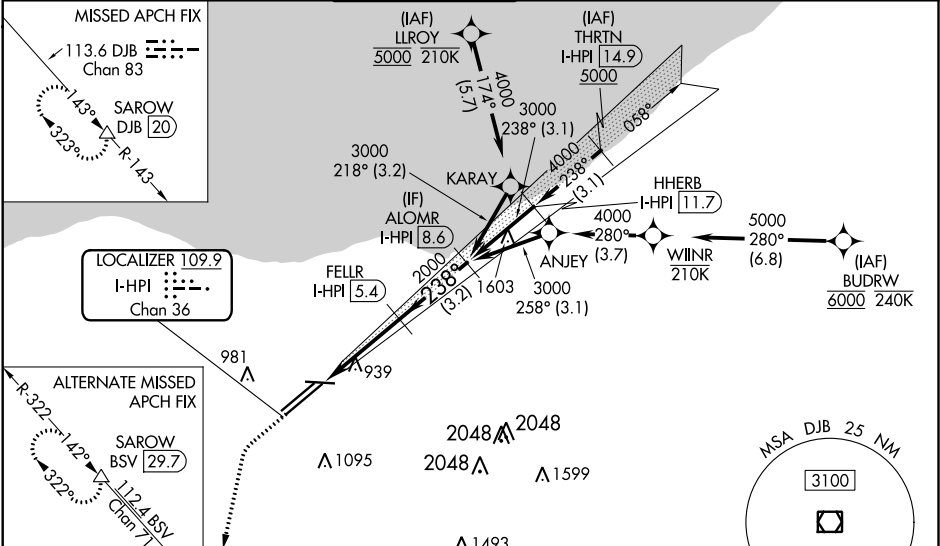 MISSED APCH FIX
113.6 DJB
Chan 83
143°
323°
SAROW
DJB 20
R-143
(IAF)
LLROY
5000 210K
4000
174°
(5.7)
(IAF)
THRTN
I-HPI 14.9
5000
3000
238° (3.1)
058°
3000
218° (3.2)
KARAY
4000
238°
(3.1)
HHERB
I-HPI 11.7
(IF)
ALOMR
I-HPI 8.6
4000
280°
(3.7)
5000
280°
(6.8)
ANJEY
WIINR
210K
(IAF)
BUDRW
6000 240K
LOCALIZER 109.9
I-HPI
Chan 36
FELLR
I-HPI 5.4
2000
238°
(3.2)
1603
3000
258° (3.1)
981
939
ALTERNATE MISSED
APCH FIX
R-322
142°
322°
SAROW
BSV 29.7
112.4 BSV
Chan 71
1095
2048
2048
2048
1599
1493
MSA DJB 25 NM
3100